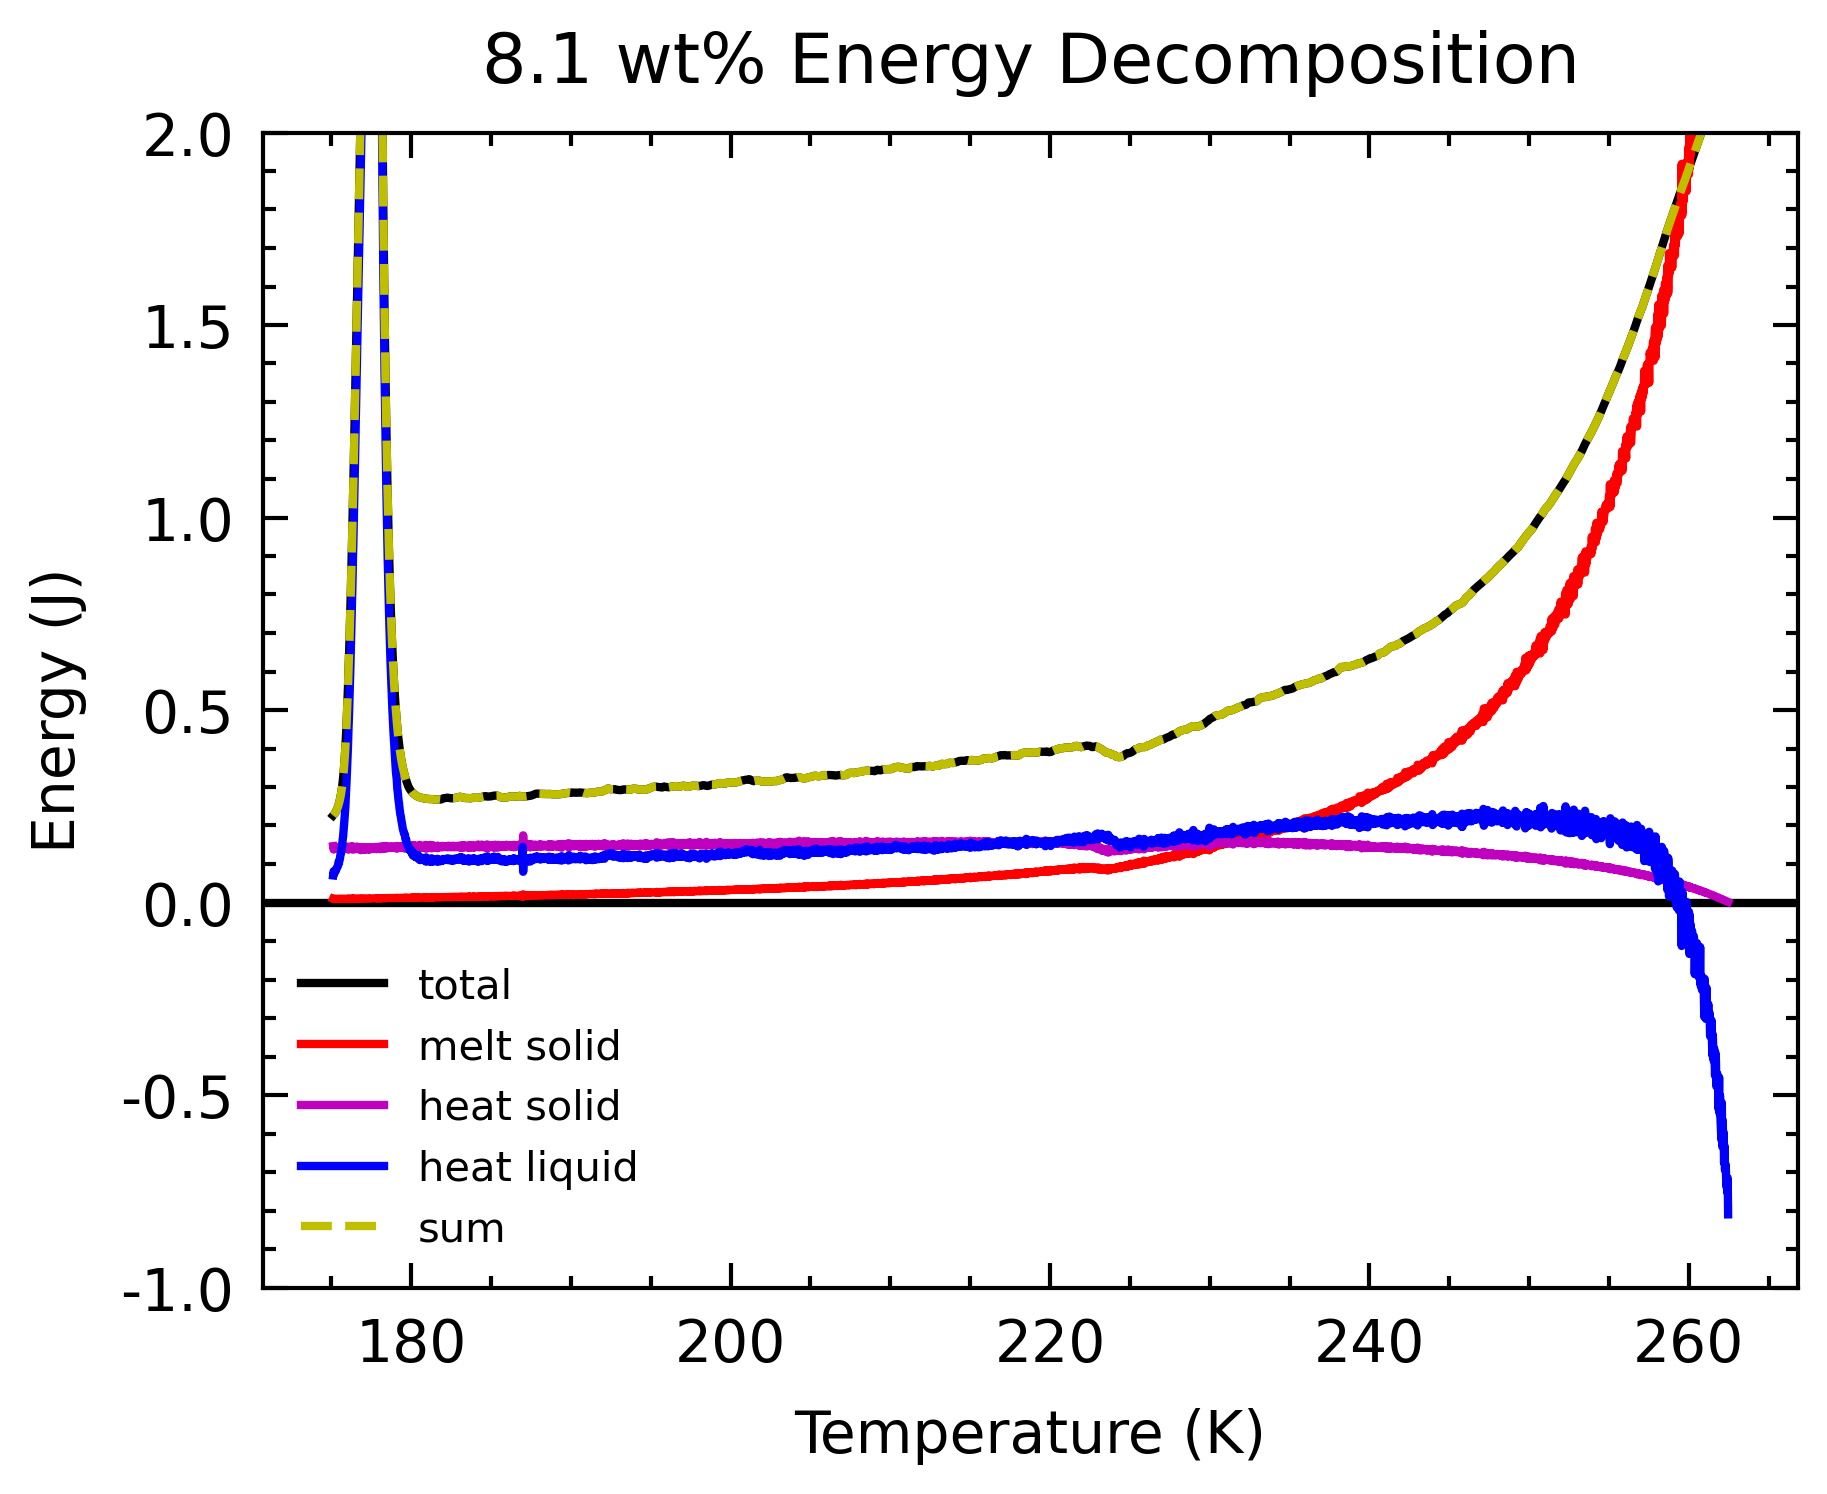 8.1 wt% Energy Decomposition
2.0
1.5
1.0
0.5
0.0
-0.5
-1.0
Energy (J)
total
melt solid
heat solid
heat liquid
sum
180 200 220 240 260
Temperature (K)